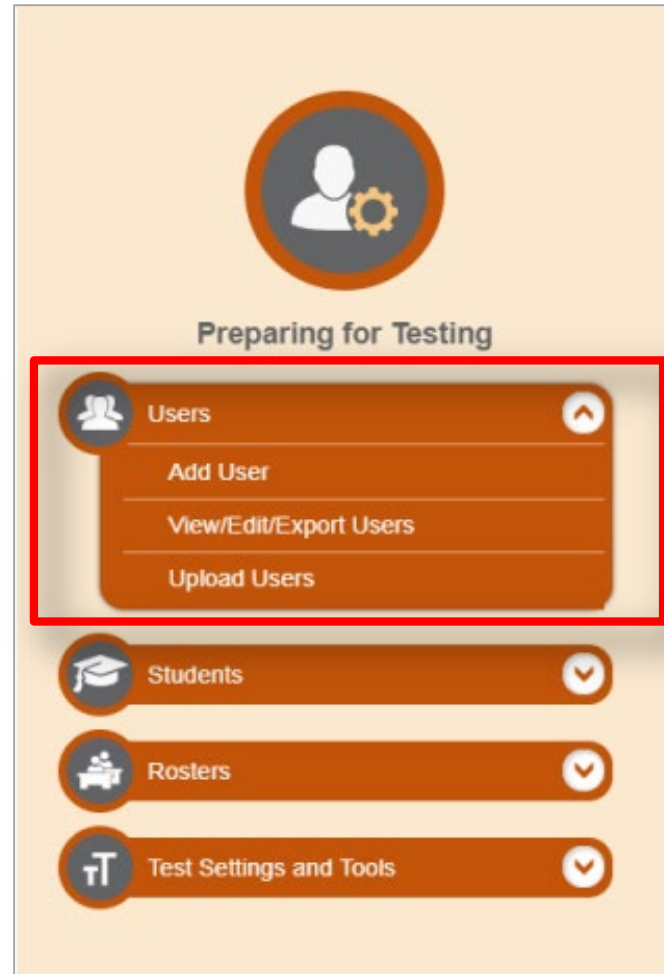 Preparing for Testing
Users
Add User
View/Edit/Export Users
Upload Users
Students
Rosters
Test Settings and Tools